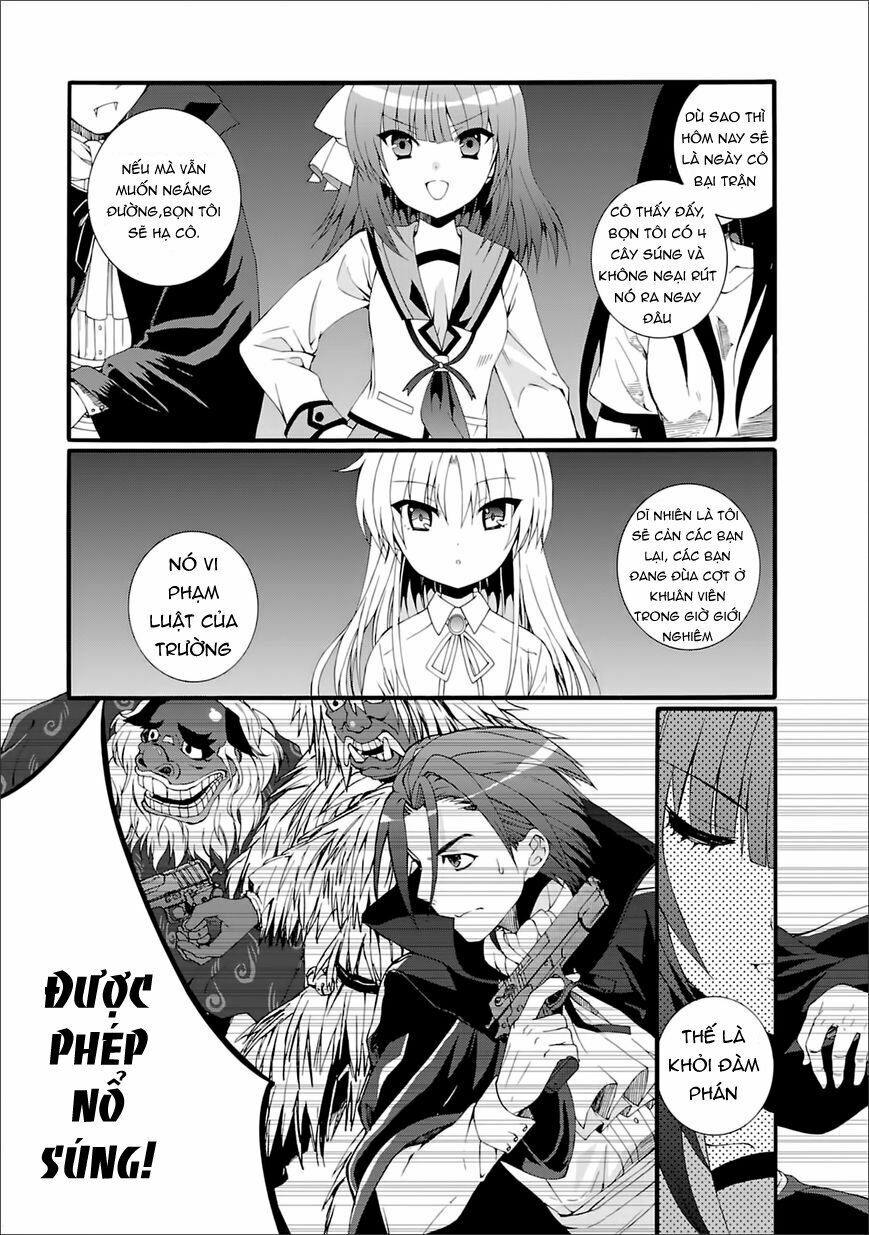 DÙ SAO THÌ
HÔM NAY SẼ
LÀ NGÀY CÔ
BẠI TRẬN
CÔ THẤY ĐẤY,
BỌN TÔI CÓ 4
CÂY SÚNG VÀ
KHÔNG NGẠI RÚT
NÓ RA NGAY
ĐÂU
NẾU MÀ VẪN
MUỐN NGÁNG
ĐƯỜNG,BỌN TÔI
SẼ HẠ CÔ.
DĨ NHIÊN LÀ TÔI
SẼ CẢN CÁC BẠN
LẠI, CÁC BẠN
ĐANG ĐÙA CỢT Ở
KHUÂN VIÊN
TRONG GIỜ GIỚI
NGHIÊM
NÓ VI
PHẠM
LUẬT CỦA
TRƯỜNG
THẾ LÀ
KHỎI ĐÀM
PHÁN
ĐƯỢC
PHÉP
NỔ
SÚNG!